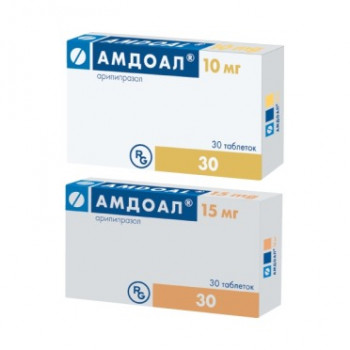 АМДОАЛ®
10 мг
арипипразол
30 таблеток
RG
30
АМДОАЛ®
15 мг
арипипразол
30 таблеток
RG
30